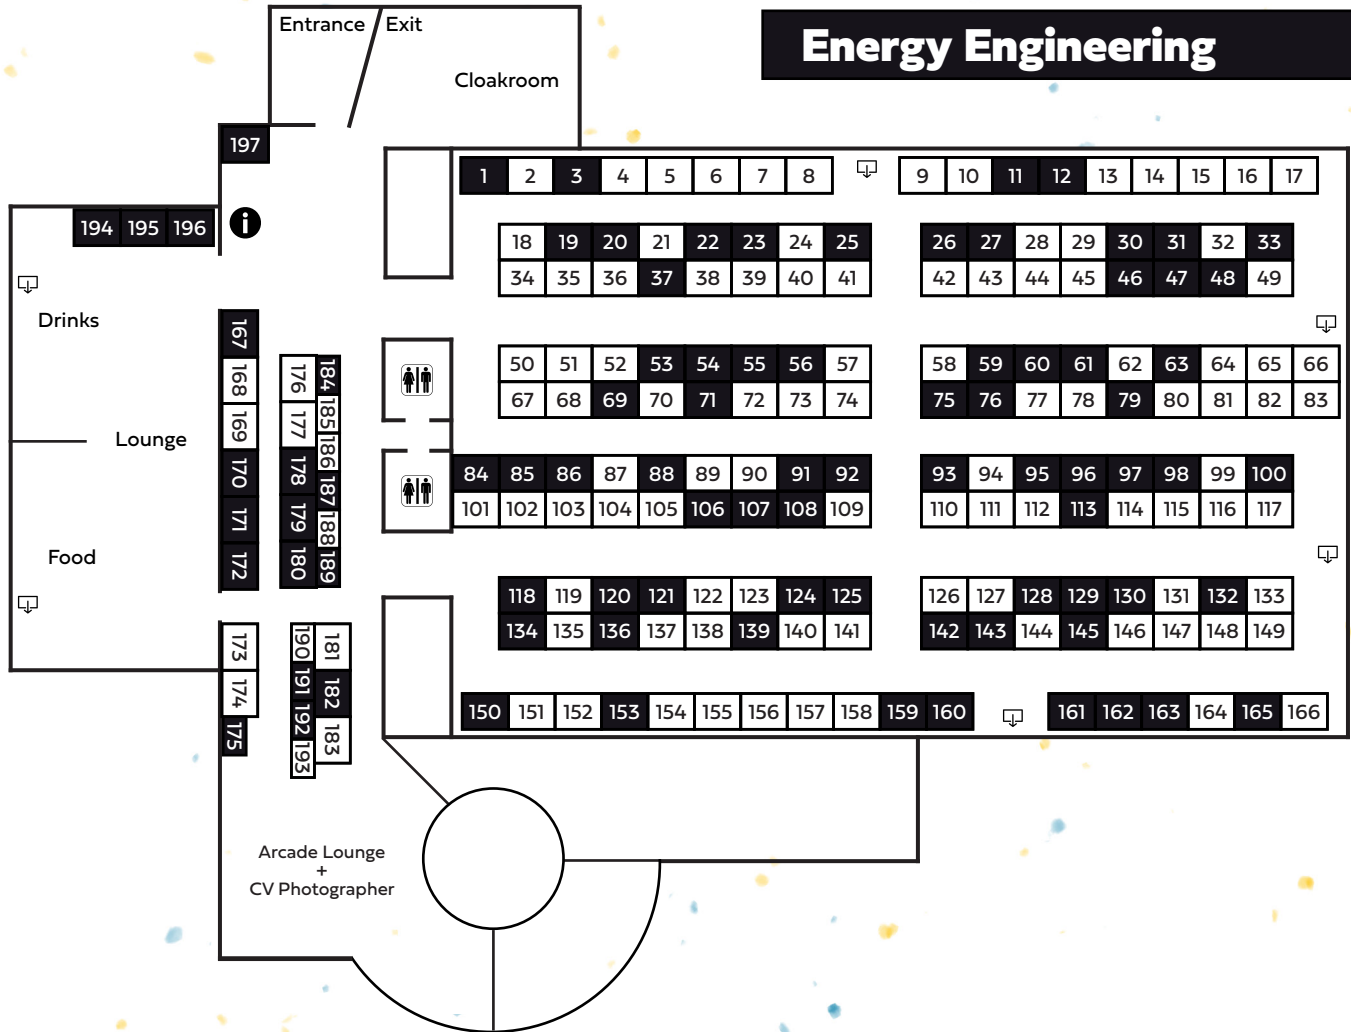 Entrance / Exit
Energy Engineering
Cloakroom
197
1 2 3 4 5 6 7 8
9 10 11 12 13 14 15 16 17
194 195 196
i
18 19 20 21 22 23 24 25
26 27 28 29 30 31 32 33
34 35 36 37 38 39 40 41
42 43 44 45 46 47 48 49
Drinks
50 51 52 53 54 55 56 57
58 59 60 61 62 63 64 65 66
67 68 69 70 71 72 73 74
75 76 77 78 79 80 81 82 83
167
168
169
170
171
172
176
177
178
179
180
184
185
186
187
188
189
Lounge
84 85 86 87 88 89 90 91 92
93 94 95 96 97 98 99 100
101 102 103 104 105 106 107 108 109
110 111 112 113 114 115 116 117
Food
118 119 120 121 122 123 124 125
126 127 128 129 130 131 132 133
134 135 136 137 138 139 140 141
142 143 144 145 146 147 148 149
173
174
175
190
191
192
193
181
182
183
150 151 152 153 154 155 156 157 158 159 160
161 162 163 164 165 166
Arcade Lounge
+
CV Photographer